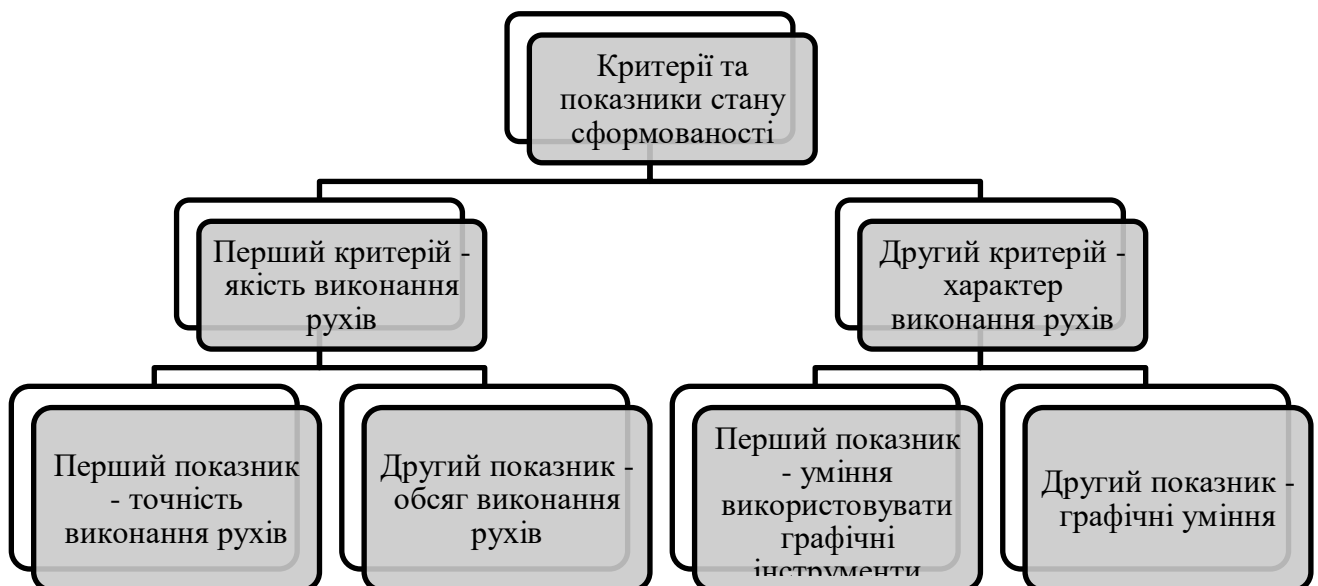 Критерії та
показники стану
сформованості
Перший критерій -
якість виконання
рухів
Другий критерій -
характер
виконання рухів
Перший показник
- точність
виконання рухів
Другий показник -
обсяг виконання
рухів
Перший показник
- уміння
використовувати
графічні
інструменти
Другий показник -
графічні уміння